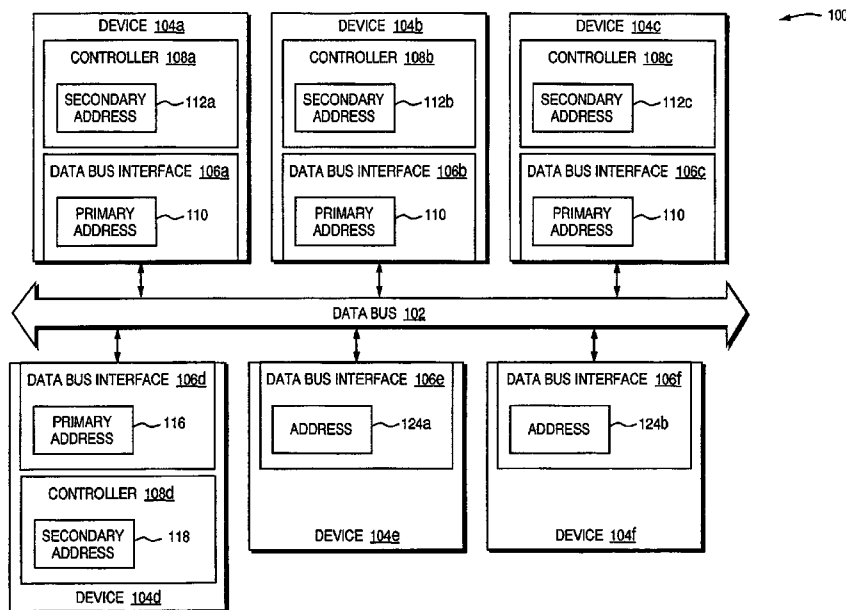 100
DEVICE 104a
CONTROLLER 108a
SECONDARY
ADDRESS
112a
DATA BUS INTERFACE 106a
PRIMARY
ADDRESS
110
DEVICE 104b
CONTROLLER 108b
SECONDARY
ADDRESS
112b
DATA BUS INTERFACE 106b
PRIMARY
ADDRESS
110
DEVICE 104c
CONTROLLER 108c
SECONDARY
ADDRESS
112c
DATA BUS INTERFACE 106c
PRIMARY
ADDRESS
110
DATA BUS 102
DATA BUS INTERFACE 106d
PRIMARY
ADDRESS
116
CONTROLLER 108d
SECONDARY
ADDRESS
118
DEVICE 104d
DATA BUS INTERFACE 106e
ADDRESS
124a
DEVICE 104e
DATA BUS INTERFACE 106f
ADDRESS
124b
DEVICE 104f